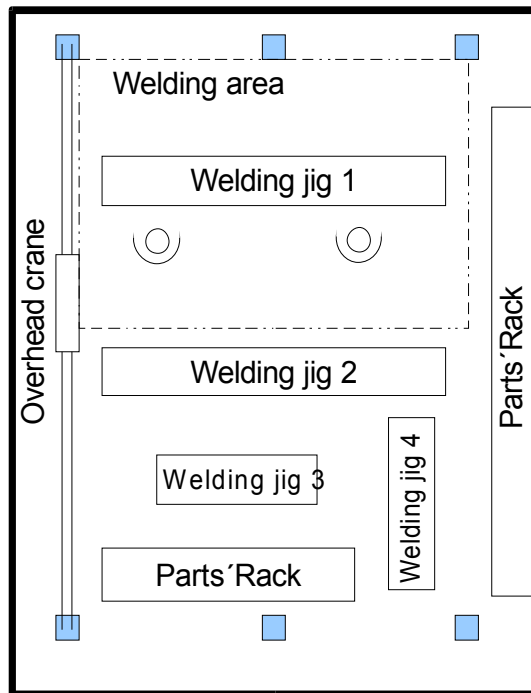 Welding area
Welding jig 1
Overhead crane
Parts´Rack
Welding jig 2
Welding jig 3
Welding jig 4
Parts´Rack